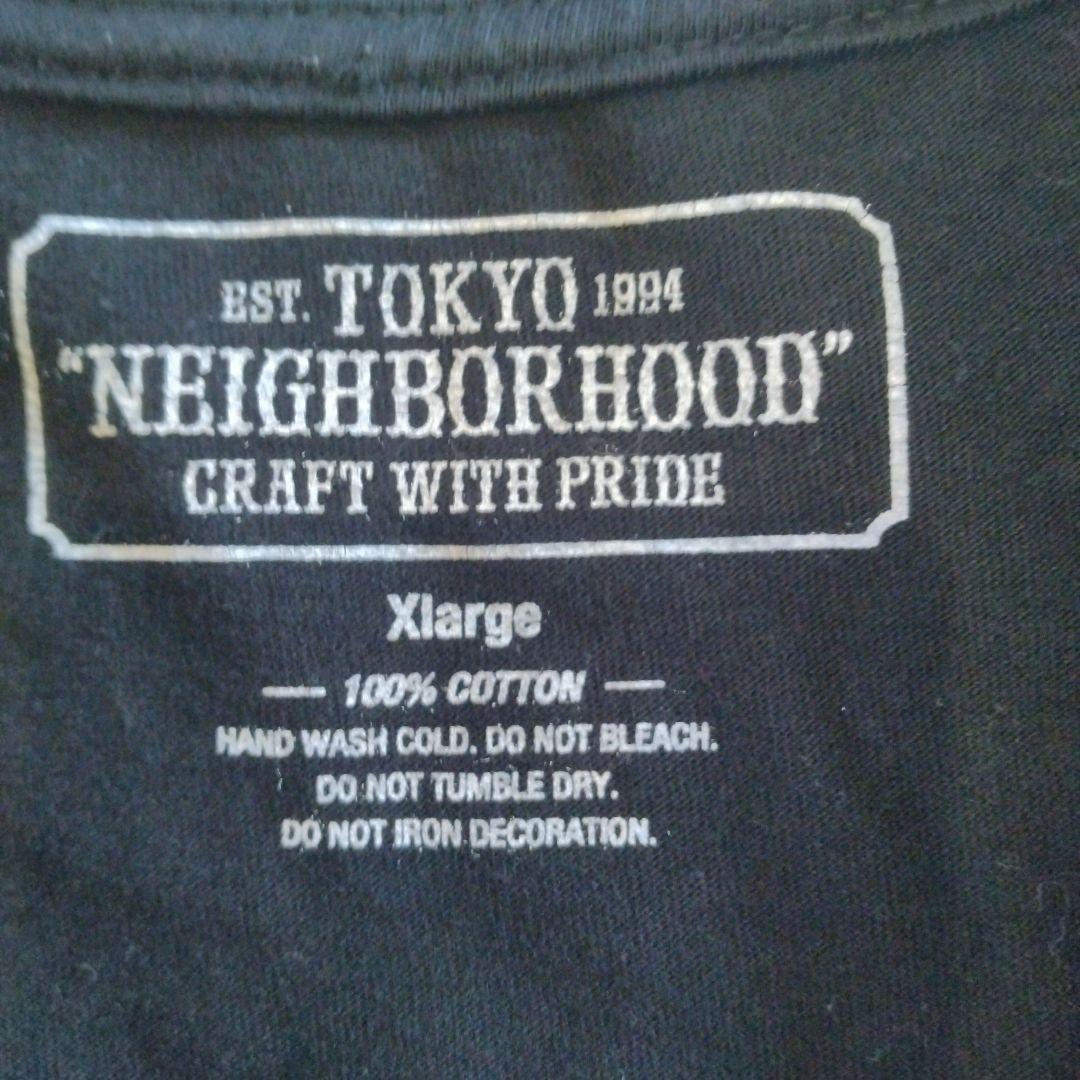 EST. TOKYO 1994
"NEIGHBORHOOD"
CRAFT WITH PRIDE
Xlarge
— 100% COTTON —
HAND WASH COLD. DO NOT BLEACH.
DO NOT TUMBLE DRY.
DO NOT IRON DECORATION.